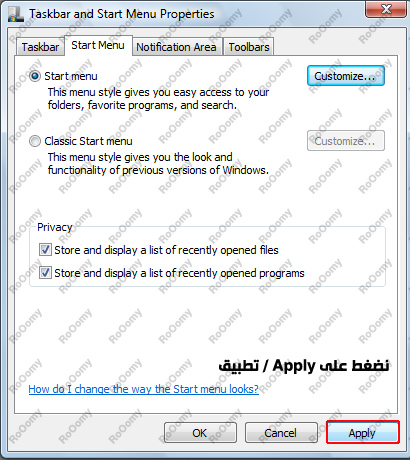 Taskbar and Start Menu Properties
Taskbar
Start Menu
Notification Area
Toolbars
Start menu
Customize...
This menu style gives you easy access to your
folders, favorite programs, and search.
Classic Start menu
Customize...
This menu style gives you the look and
functionality of previous versions of Windows.
Privacy
Store and display a list of recently opened files
Store and display a list of recently opened programs
نضغط على Apply / تطبيق
How do I change the way the Start menu looks?
OK
Cancel
Apply
RoOomy